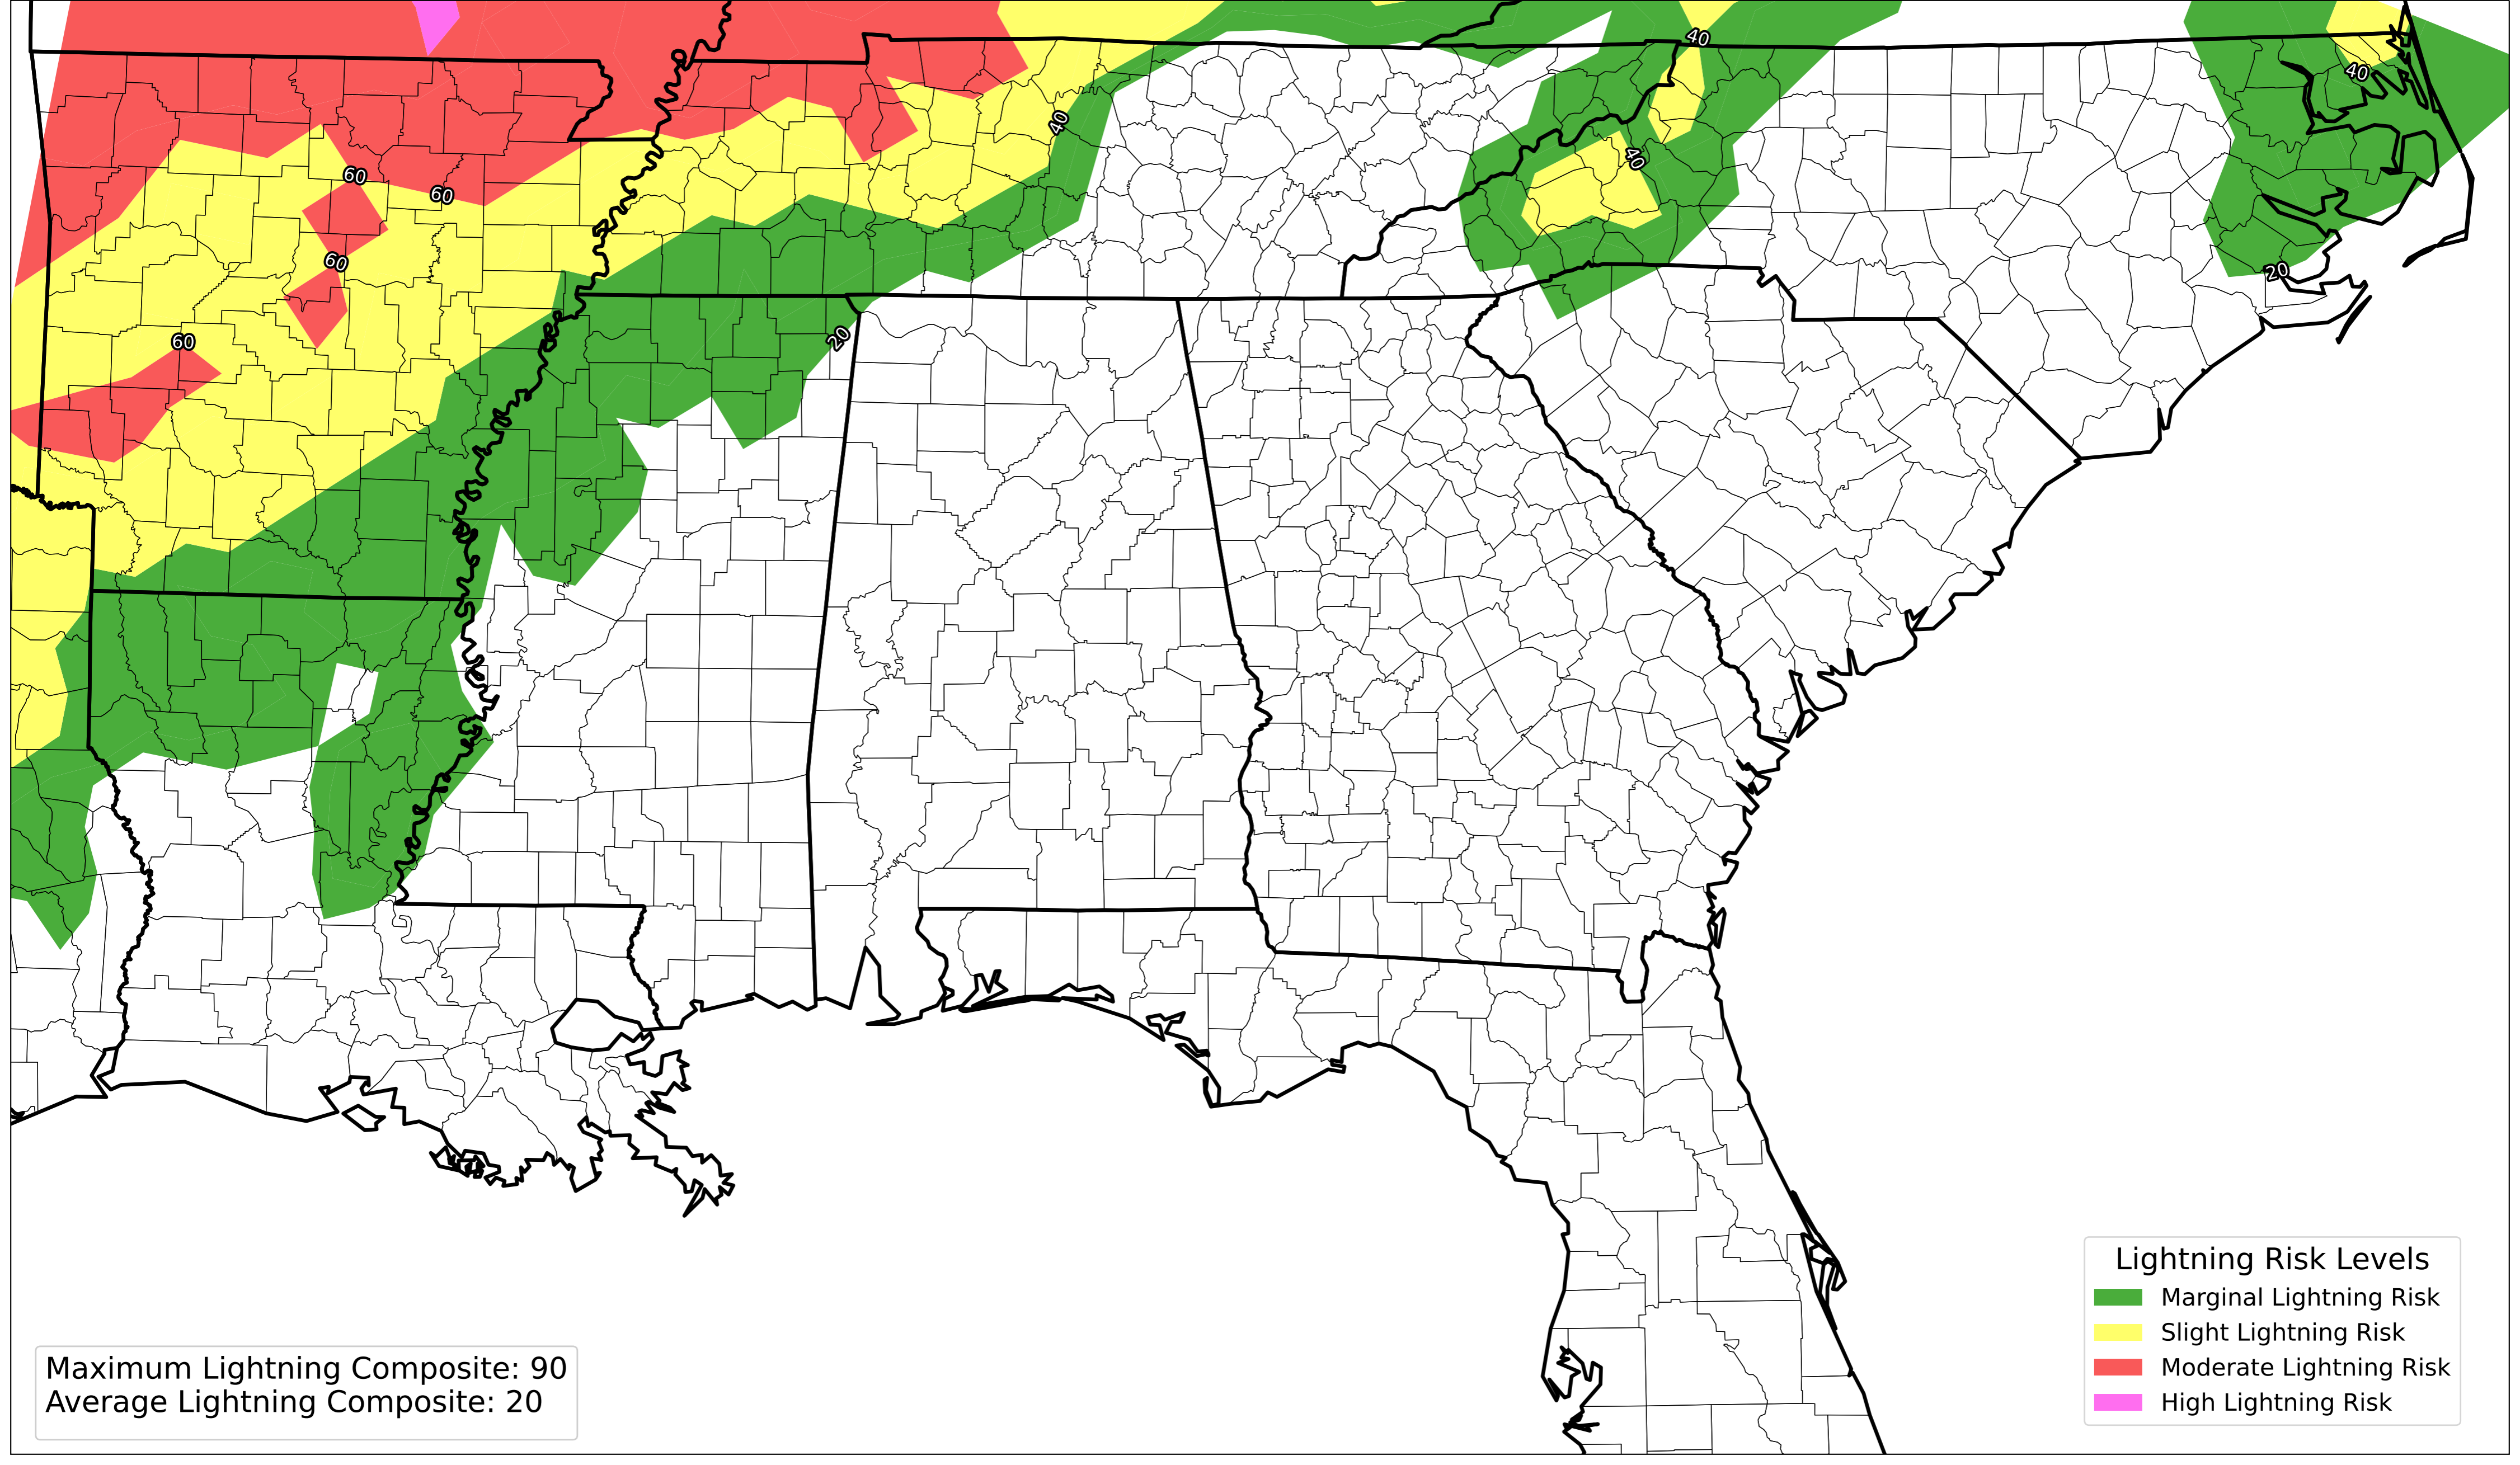 40
40
40
40
60
60
60
20
60
20
Lightning Risk Levels
Marginal Lightning Risk
Slight Lightning Risk
Moderate Lightning Risk
High Lightning Risk
Maximum Lightning Composite: 90
Average Lightning Composite: 20